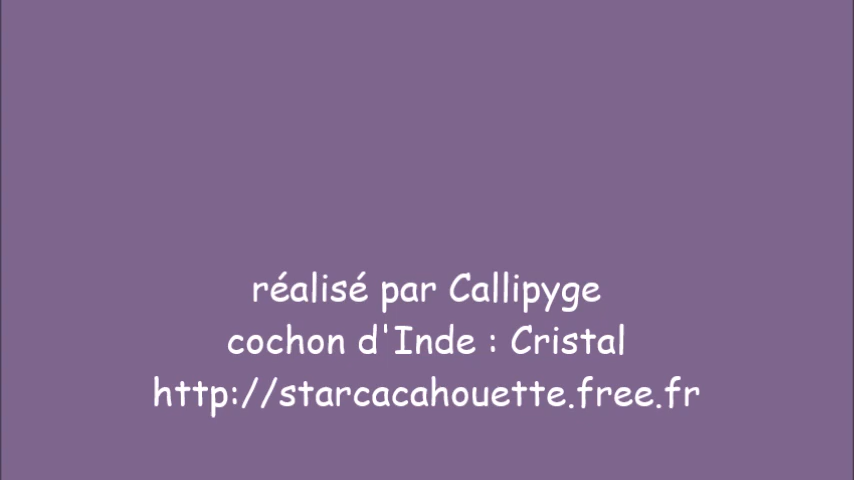 réalisé par Callipyge
cochon d'Inde : Cristal
http://starcacahouette.free.fr